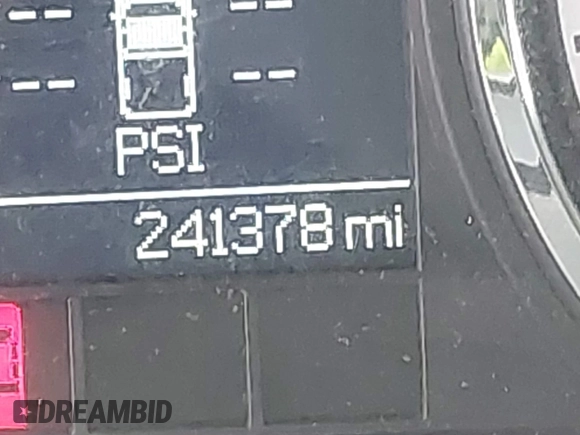 -- --
-- --
PSI
241378 mi
DREAMBID